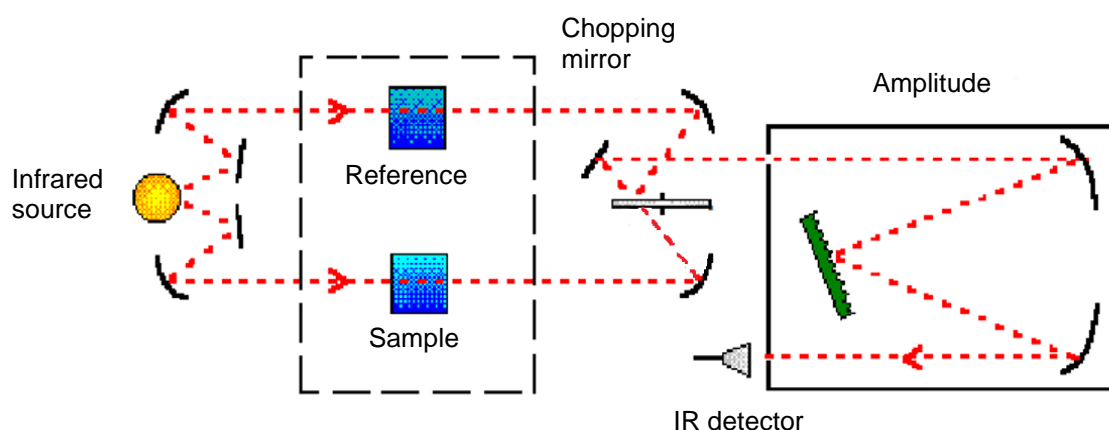 Chopping
mirror
Amplitude
Infrared
source
Reference
Sample
IR detector